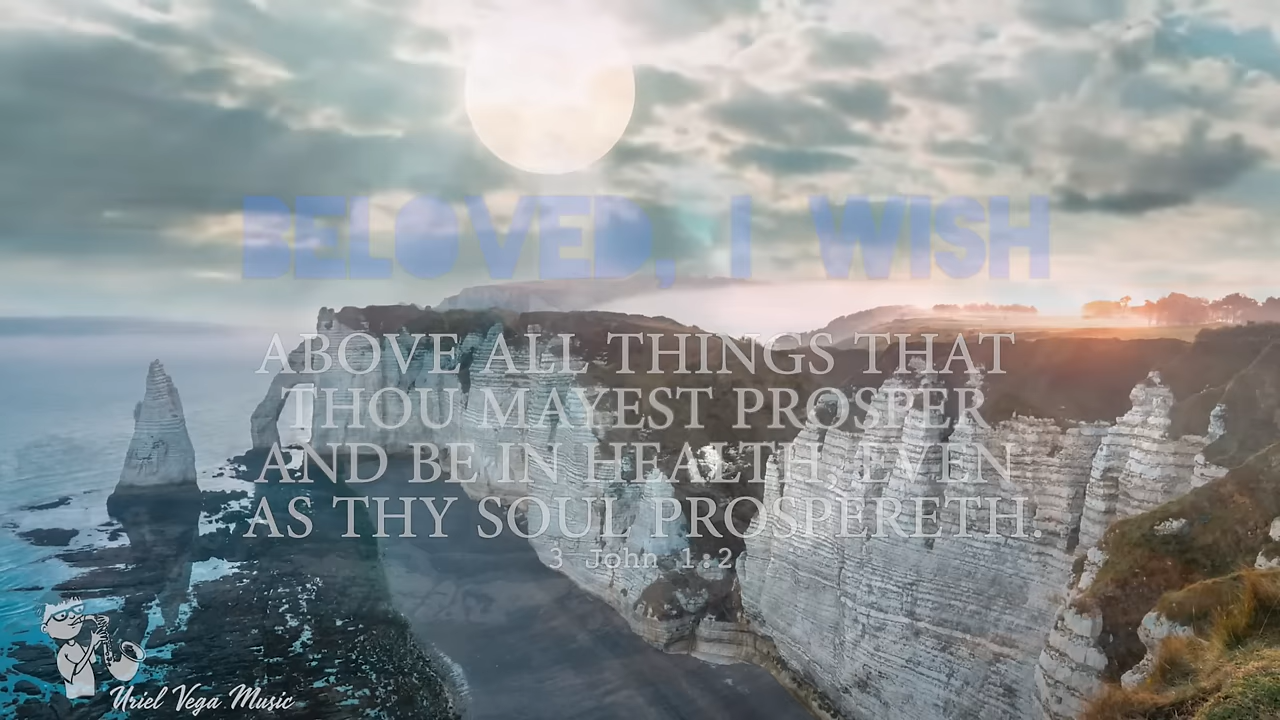 BELOVED, I WISH
ABOVE ALL THINGS THAT
THOU MAYEST PROSPER
AND BE IN HEALTH, EVEN
AS THY SOUL PROSPERETH.
3 John 1:2
Uriel Vega Music